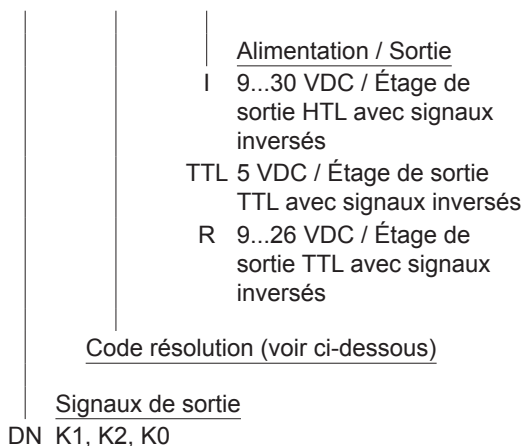 Alimentation / Sortie
I 9...30 VDC / Étage de
sortie HTL avec signaux
inversés
TTL 5 VDC / Étage de sortie
TTL avec signaux inversés
R 9...26 VDC / Étage de
sortie TTL avec signaux
inversés
Code résolution (voir ci-dessous)
Signaux de sortie
DN K1, K2, K0